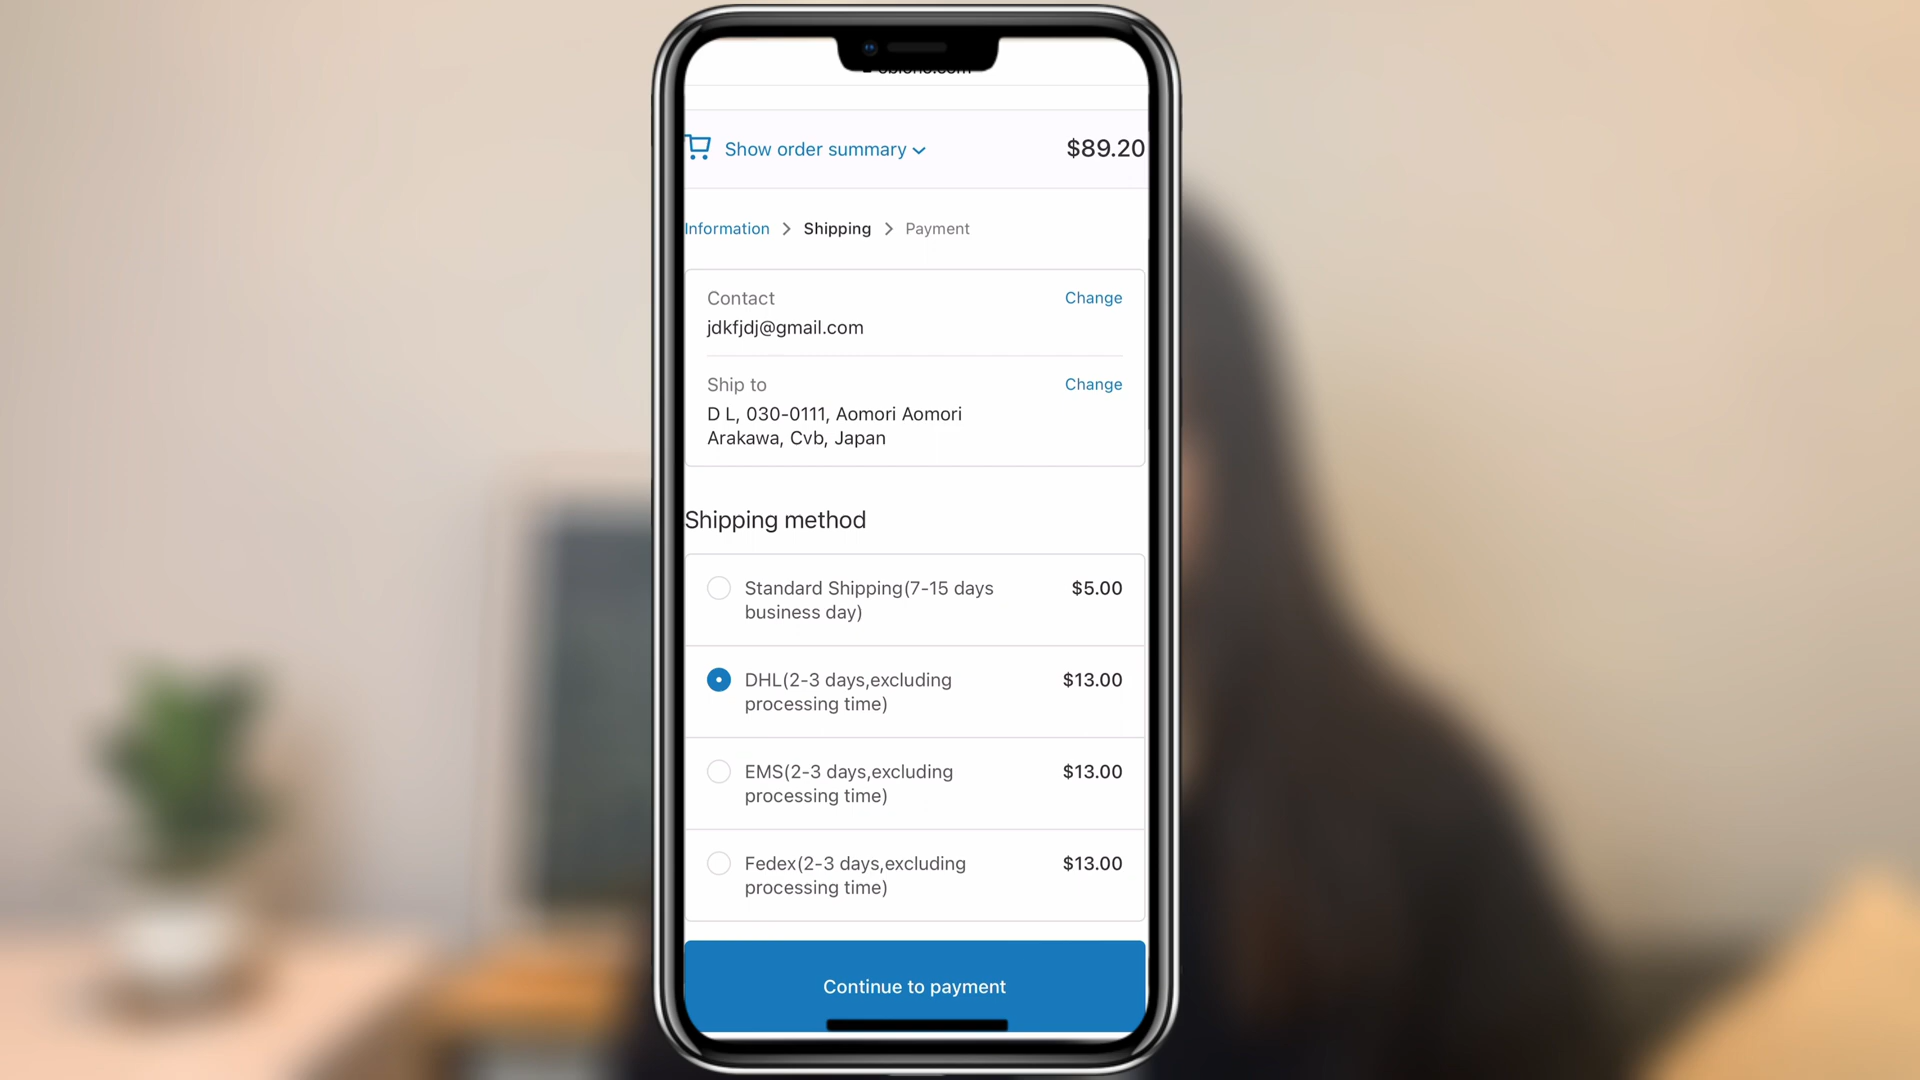 Show order summary
$89.20
Information > Shipping > Payment
Contact
Change
jdkfjdj@gmail.com
Ship to
Change
D L, 030-0111, Aomori Aomori
Arakawa, Cvb, Japan
Shipping method
Standard Shipping(7-15 days
business day)
$5.00
DHL(2-3 days,excluding
processing time)
$13.00
EMS(2-3 days,excluding
processing time)
$13.00
Fedex(2-3 days,excluding
processing time)
$13.00
Continue to payment